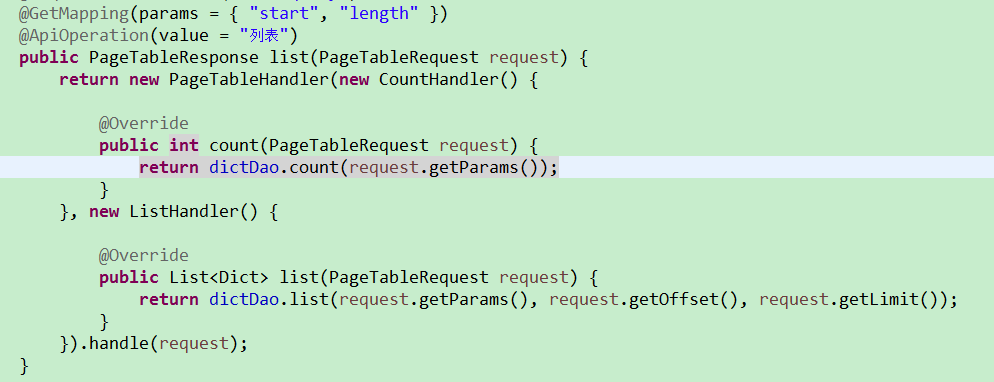 @GetMapping(params = { "start", "length" })
@ApiOperation(value = "列表")
public PageTableResponse list(PageTableRequest request) {
    return new PageTableHandler(new CountHandler() {

        @Override
        public int count(PageTableRequest request) {
            return dictDao.count(request.getParams());
        }
    }, new ListHandler() {

        @Override
        public List<Dict> list(PageTableRequest request) {
            return dictDao.list(request.getParams(), request.getOffset(), request.getLimit());
        }
    }).handle(request);
}